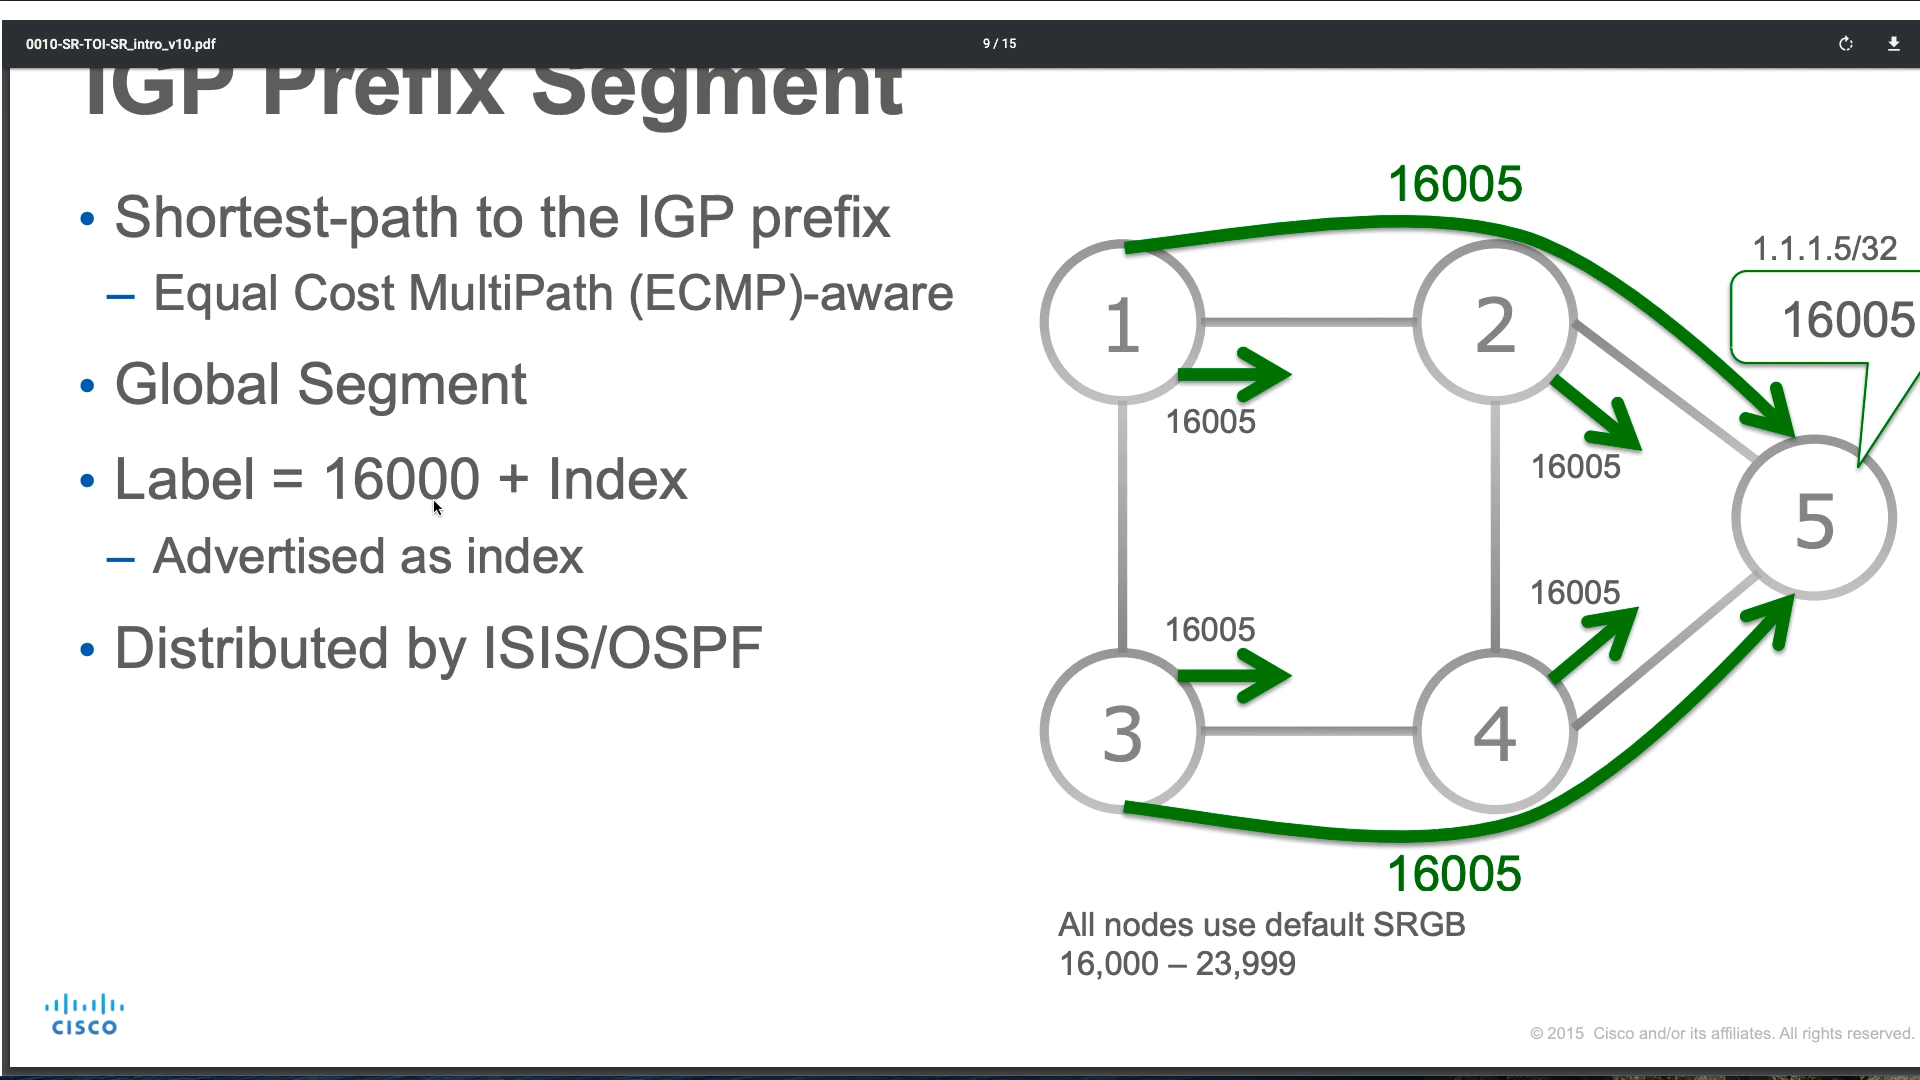 0010-SR-TOI-SR_intro_v10.pdf
9 / 15
IGP Prefix Segment
• Shortest-path to the IGP prefix
– Equal Cost MultiPath (ECMP)-aware
• Global Segment
• Label = 16000 + Index
– Advertised as index
• Distributed by ISIS/OSPF
16005
1.1.1.5/32
16005
1
2
16005
16005
5
16005
16005
3
4
16005
All nodes use default SRGB
16,000 – 23,999
CISCO
© 2015 Cisco and/or its affiliates. All rights reserved.